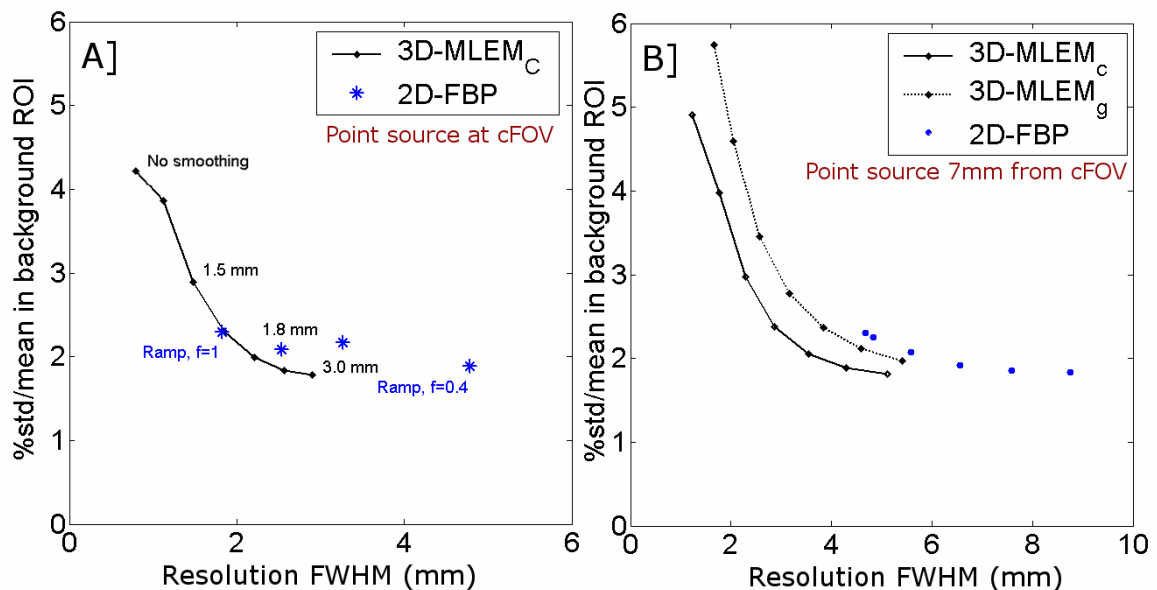 A]
3D-MLEM_C
2D-FBP
Point source at cFOV
No smoothing
1.5 mm
1.8 mm
3.0 mm
Ramp, f=1
Ramp, f=0.4
%std/mean in background ROI
6
5
4
3
2
1
0
0 2 4 6
Resolution FWHM (mm)
B]
3D-MLEM_c
3D-MLEM_g
2D-FBP
Point source 7mm from cFOV
%std/mean in background ROI
6
5
4
3
2
1
0
0 2 4 6 8 10
Resolution FWHM (mm)